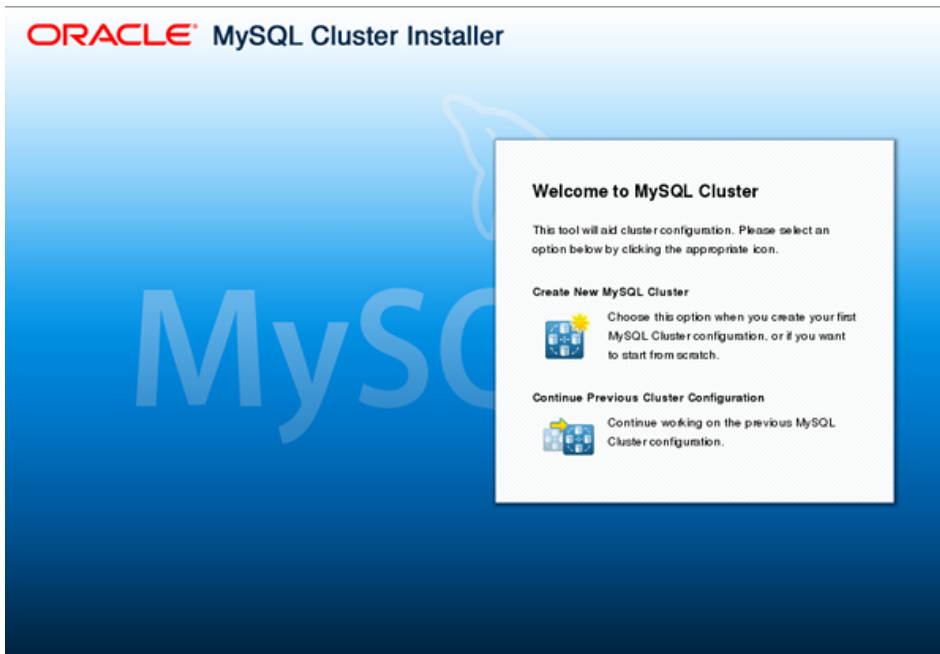 ORACLE® MySQL Cluster Installer
MySQ
Welcome to MySQL Cluster
This tool will aid cluster configuration. Please select an
option below by clicking the appropriate icon.
Create New MySQL Cluster
Choose this option when you create your first
MySQL Cluster configuration, or if you want
to start from scratch.
Continue Previous Cluster Configuration
Continue working on the previous MySQL
Cluster configuration.